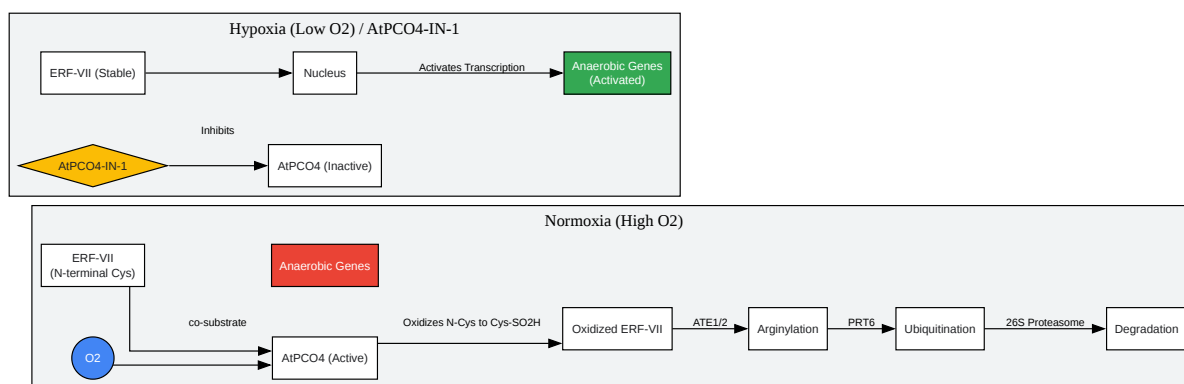 Hypoxia (Low O2) / AtPCO4-IN-1
ERF-VII (Stable)
Nucleus
Activates Transcription
Anaerobic Genes
(Activated)
Inhibits
AtPCO4-IN-1
AtPCO4 (Inactive)
Normoxia (High O2)
ERF-VII
(N-terminal Cys)
Anaerobic Genes
co-substrate
Oxidizes N-Cys to Cys-SO2H
ATE1/2
PRT6
26S Proteasome
O2
AtPCO4 (Active)
Oxidized ERF-VII
Arginylation
Ubiquitination
Degradation